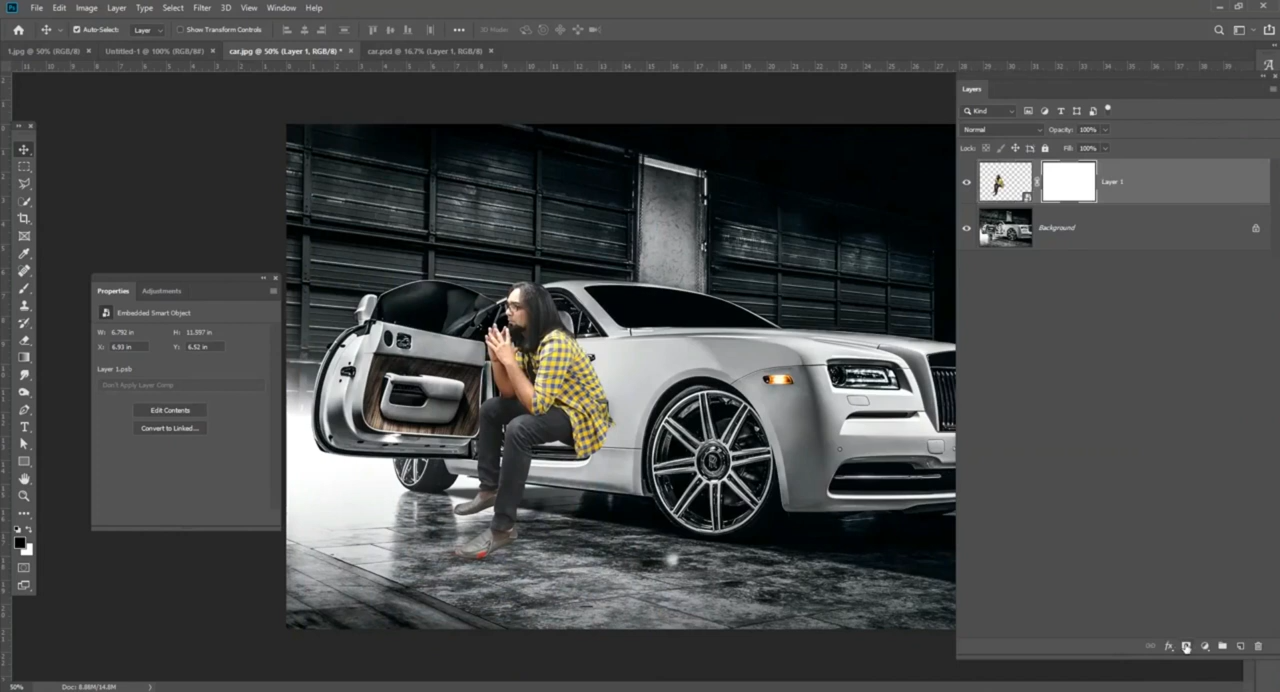 Ps File Edit Image Layer Type Select Filter 3D View Window Help
Auto-Select: Layer Show Transform Controls 3D Mode:
1.jpg @ 50% (RGB/8) Untitled-1 @ 100% (RGB/8#) car.jpg @ 50% (Layer 1, RGB/8) * car.psd @ 16.7% (Layer 1, RGB/8)
Layers
Kind
Normal Opacity: 100%
Lock: Fill: 100%
Layer 1
Background
Properties Adjustments
Embedded Smart Object
W: 6.792 in H: 11.597 in
X: 6.93 in Y: 6.52 in
Layer 1.psb
Don't Apply Layer Comp
Edit Contents
Convert to Linked...
fx
50% Doc: 8.88M/14.8M